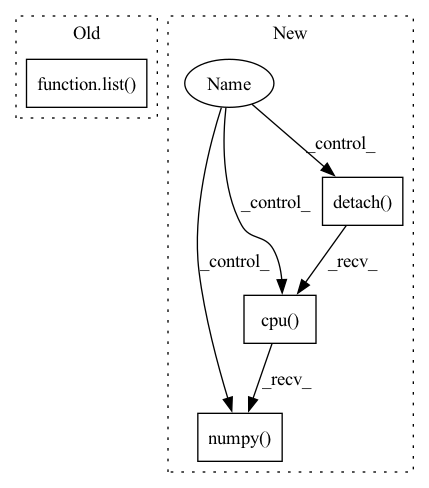 Old
New
function.list()
Name
_control_
detach()
_control_
_control_
_recv_
cpu()
_recv_
numpy()